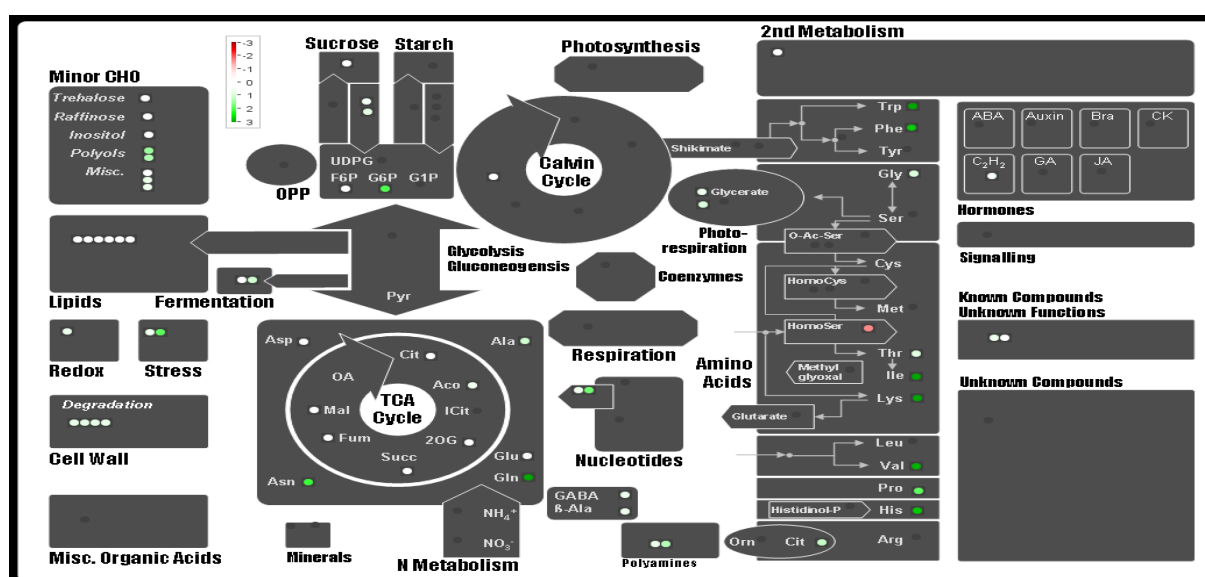 Sucrose
Starch
Photosynthesis
2nd Metabolism
-3
-2
-1
0
1
2
3
Minor CHO
Trehalose
Raffinose
Inositol
Polyols
Misc.
UDPG
F6P G6P G1P
OPP
Calvin
Cycle
Shikimate
Trp
Phe
Tyr
ABA Auxin Bra CK
C₂H₂ GA JA
Hormones
Glycerate
Gly
Ser
Photo-
respiration
O-Ac-Ser
Cys
Signalling
Glycolysis
Gluconeogensis
Pyr
Coenzymes
HomoCys
Met
Lipids
Fermentation
Known Compounds
Unknown Functions
HomoSer
Thr
Ile
Lys
Methyl
glyoxal
Glutarate
Amino
Acids
Respiration
Redox
Stress
Asp
Ala
Cit
OA
Aco
TCA
Cycle
Mal
ICit
Fum
2OG
Succ
Glu
Gln
Asn
Unknown Compounds
Degradation
Cell Wall
Nucleotides
Leu
Val
Pro
Histidinol-P
His
GABA
ß-Ala
NH₄⁺
NO₃⁻
Orn
Cit
Arg
Misc. Organic Acids
Minerals
N Metabolism
Polyamines